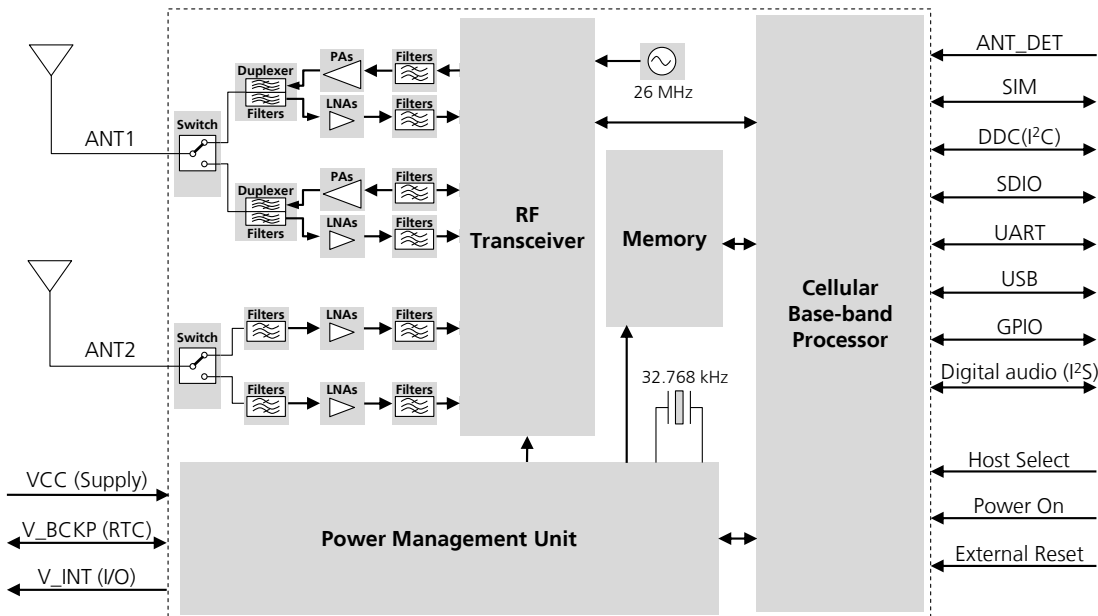 ANT1
Switch
Duplexer
Filters
PAs
Filters
LNAs
Filters
Duplexer
Filters
PAs
Filters
LNAs
Filters
ANT2
Switch
Filters
LNAs
Filters
Filters
LNAs
Filters
RF
Transceiver
26 MHz
Memory
32.768 kHz
Cellular
Base-band
Processor
Power Management Unit
VCC (Supply)
V_BCKP (RTC)
V_INT (I/O)
ANT_DET
SIM
DDC(I²C)
SDIO
UART
USB
GPIO
Digital audio (I²S)
Host Select
Power On
External Reset